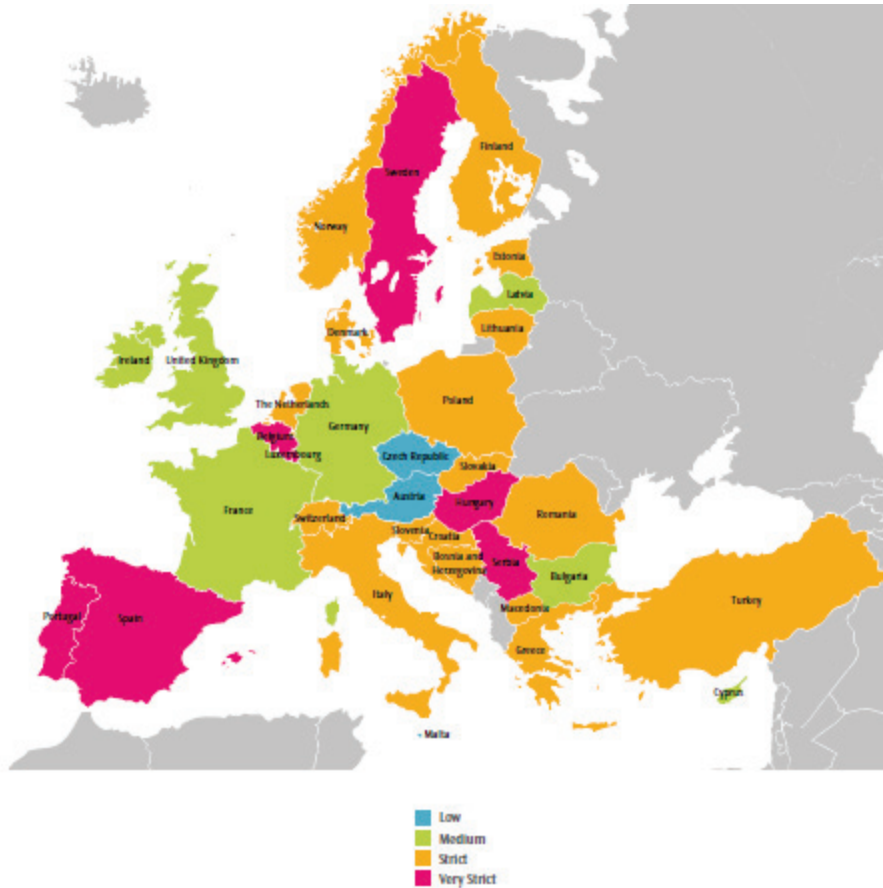 Finland
Sweden
Norway
Estonia
Latvia
Denmark
Lithuania
Ireland
United Kingdom
The Netherlands
Poland
Belgium
Germany
Luxembourg
Czech Republic
Slovakia
Austria
Hungary
France
Switzerland
Romania
Slovenia
Croatia
Bosnia and
Herzegovina
Serbia
Bulgaria
Italy
Turkey
Macedonia
Portugal
Spain
Greece
Cyprus
Malta
Low
Medium
Strict
Very Strict